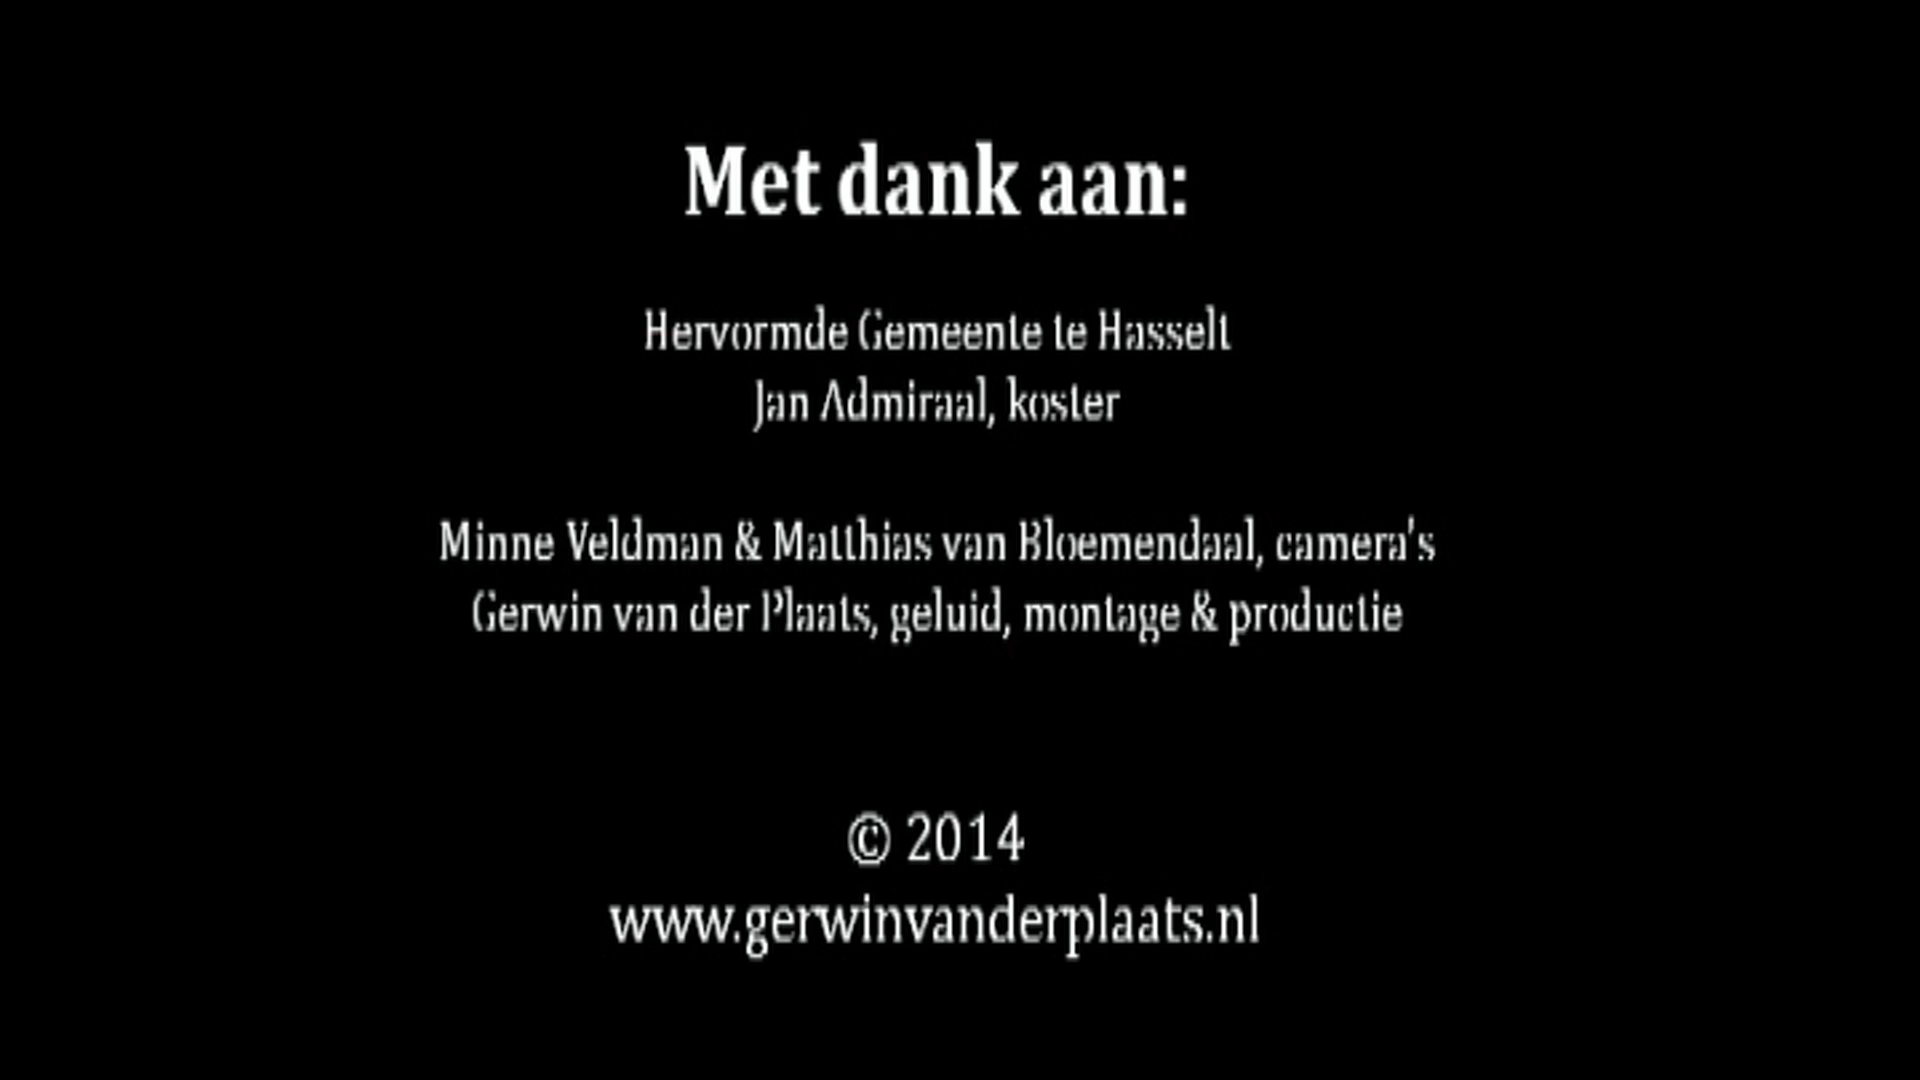 Met dank aan:
Hervormde Gemeente te Hasselt
Jan Admiraal, koster
Minne Veldman & Matthias van Bloemendaal, camera's
Gerwin van der Plaats, geluid, montage & productie
© 2014
www.gerwinvanderplaats.nl